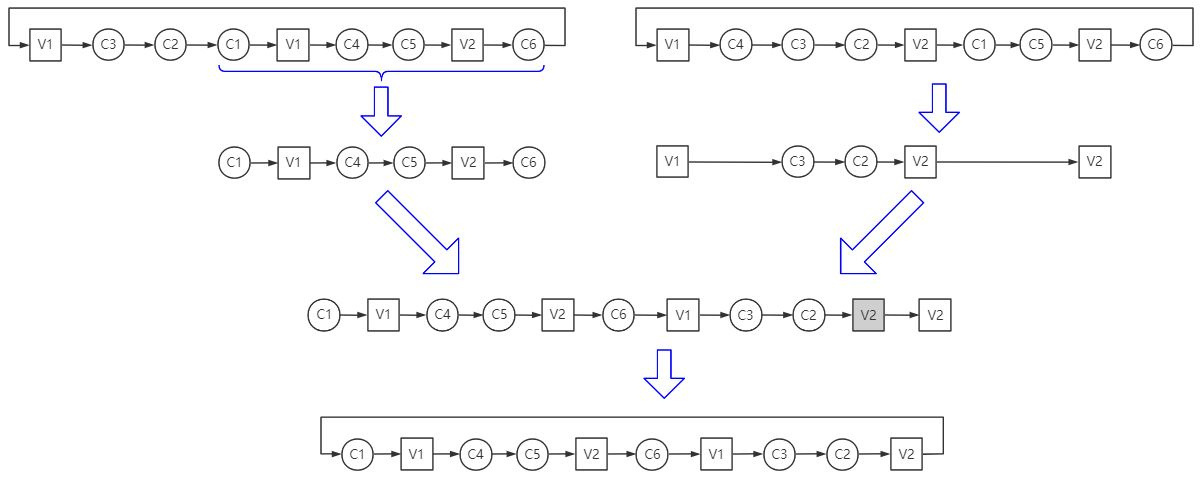 V1 C3 C2 C1 V1 C4 C5 V2 C6
V1 C4 C3 C2 V2 C1 C5 V2 C6
C1 V1 C4 C5 V2 C6
V1 C3 C2 V2 V2
C1 V1 C4 C5 V2 C6 V1 C3 C2 V2 V2
C1 V1 C4 C5 V2 C6 V1 C3 C2 V2